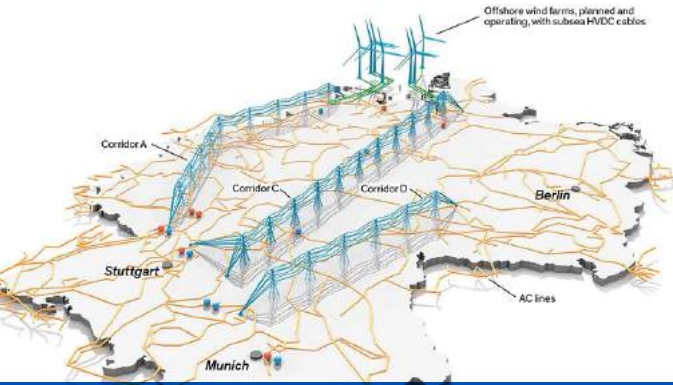 Offshore wind farms, planned and
operating, with subsea HVDC cables
Corridor A
Corridor C
Corridor D
Berlin
Stuttgart
AC lines
Munich